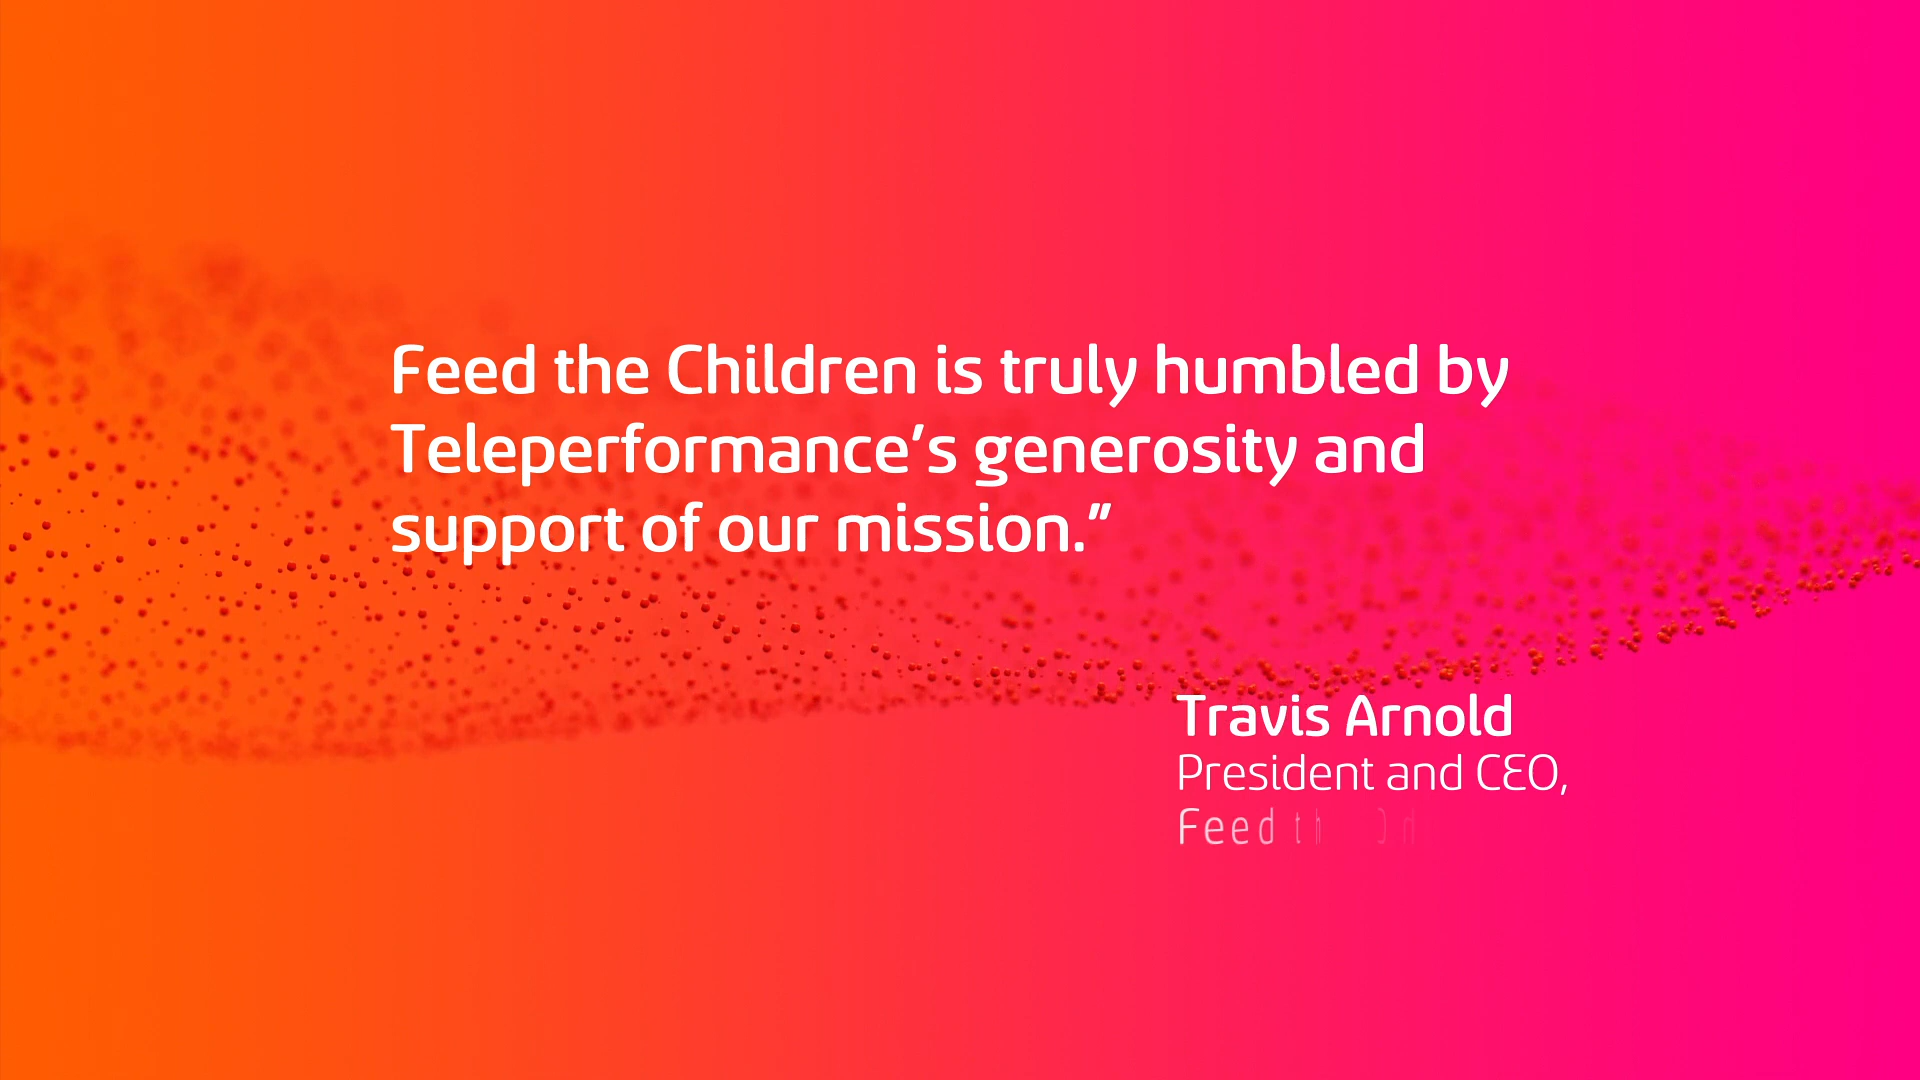 Feed the Children is truly humbled by
Teleperformance’s generosity and
support of our mission.”
Travis Arnold
President and CEO,
Feed